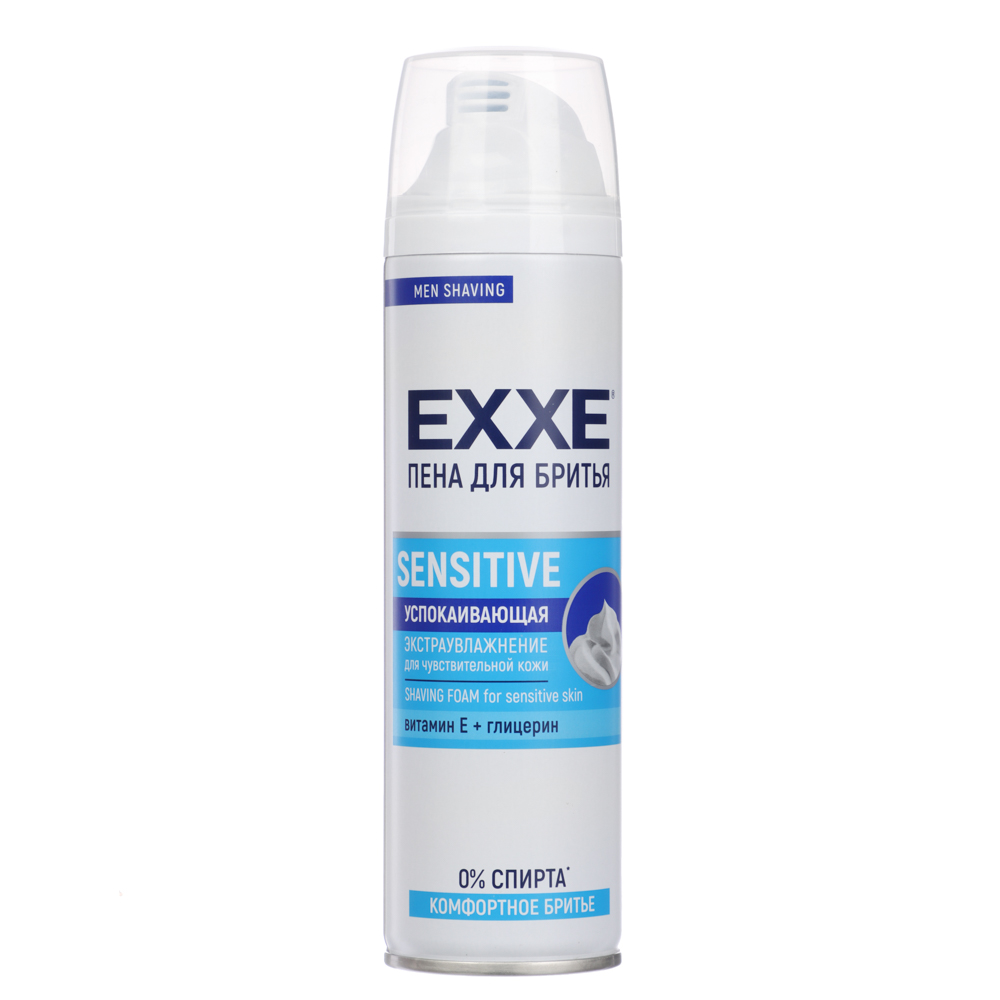 MEN SHAVING
EXXE®
ПЕНА ДЛЯ БРИТЬЯ
SENSITIVE
УСПОКАИВАЮЩАЯ
ЭКСТРАУВЛАЖНЕНИЕ
для чувствительной кожи
SHAVING FOAM for sensitive skin
витамин Е + глицерин
0% СПИРТА*
КОМФОРТНОЕ БРИТЬЕ